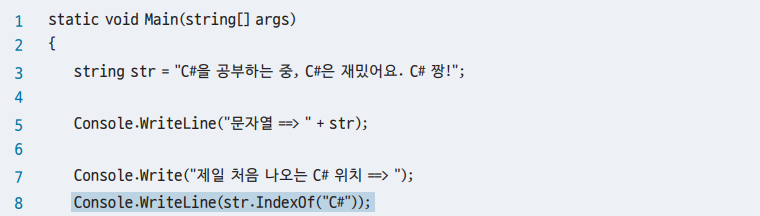 1 static void Main(string[] args)
2 {
3 string str = "C#을 공부하는 중, C#은 재밌어요. C# 짱!";
4
5 Console.WriteLine("문자열 ==> " + str);
6
7 Console.Write("제일 처음 나오는 C# 위치 ==> ");
8 Console.WriteLine(str.IndexOf("C#"));